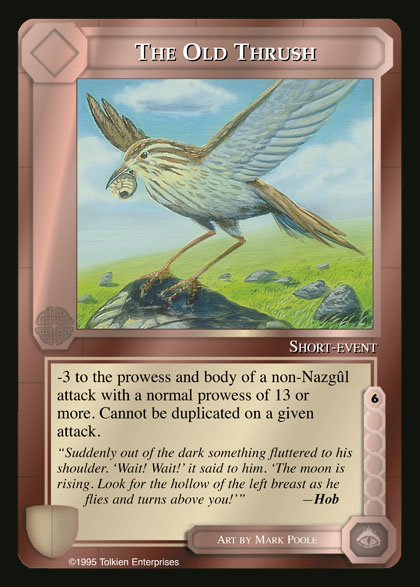 The Old Thrush
Short-event
-3 to the prowess and body of a non-Nazgûl
attack with a normal prowess of 13 or
more. Cannot be duplicated on a given
attack.
6
“Suddenly out of the dark something fluttered to his
shoulder. ‘Wait! Wait!’ it said to him. ‘The moon is
rising. Look for the hollow of the left breast as he
flies and turns above you!’” —Hob
Art by Mark Poole
©1995 Tolkien Enterprises